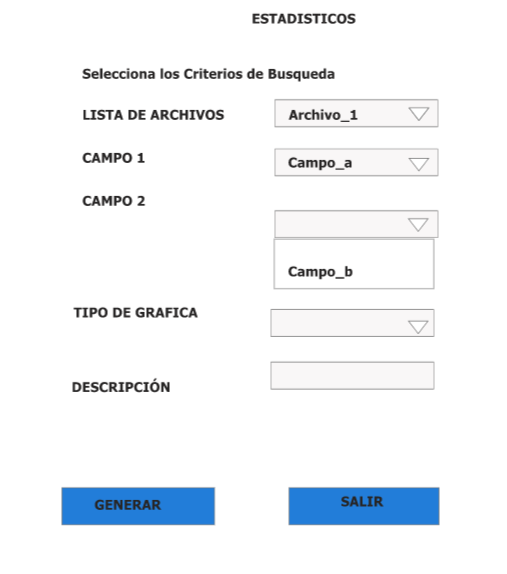 ESTADISTICOS
Selecciona los Criterios de Busqueda
LISTA DE ARCHIVOS Archivo_1
CAMPO 1 Campo_a
CAMPO 2
Campo_b
TIPO DE GRAFICA
DESCRIPCIÓN
GENERAR SALIR